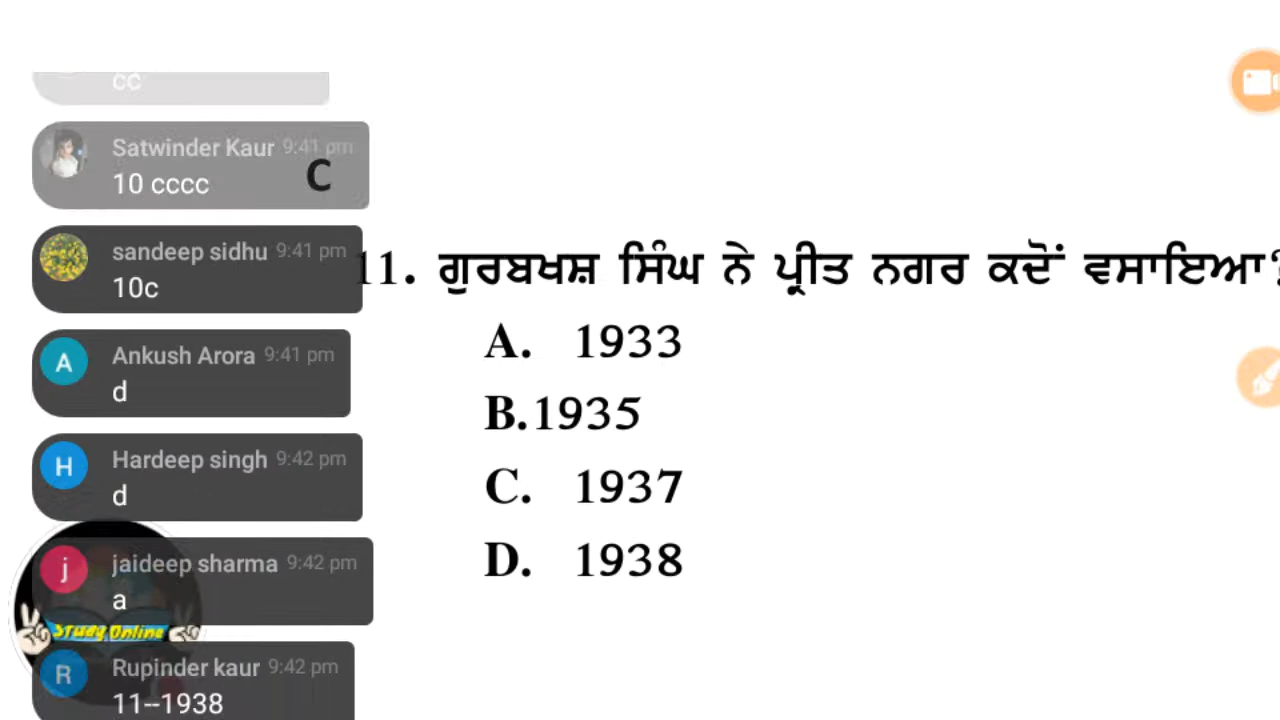 cc
Satwinder Kaur 9:41 pm
10 cccc
C
sandeep sidhu 9:41 pm
10c
11. ਗੁਰਬਖਸ਼ ਸਿੰਘ ਨੇ ਪ੍ਰੀਤ ਨਗਰ ਕਦੋਂ ਵਸਾਇਆ?
A. 1933
A
Ankush Arora 9:41 pm
d
B.1935
H
Hardeep singh 9:42 pm
d
C. 1937
j
jaideep sharma 9:42 pm
a
D. 1938
Study Online
R
Rupinder kaur 9:42 pm
11--1938